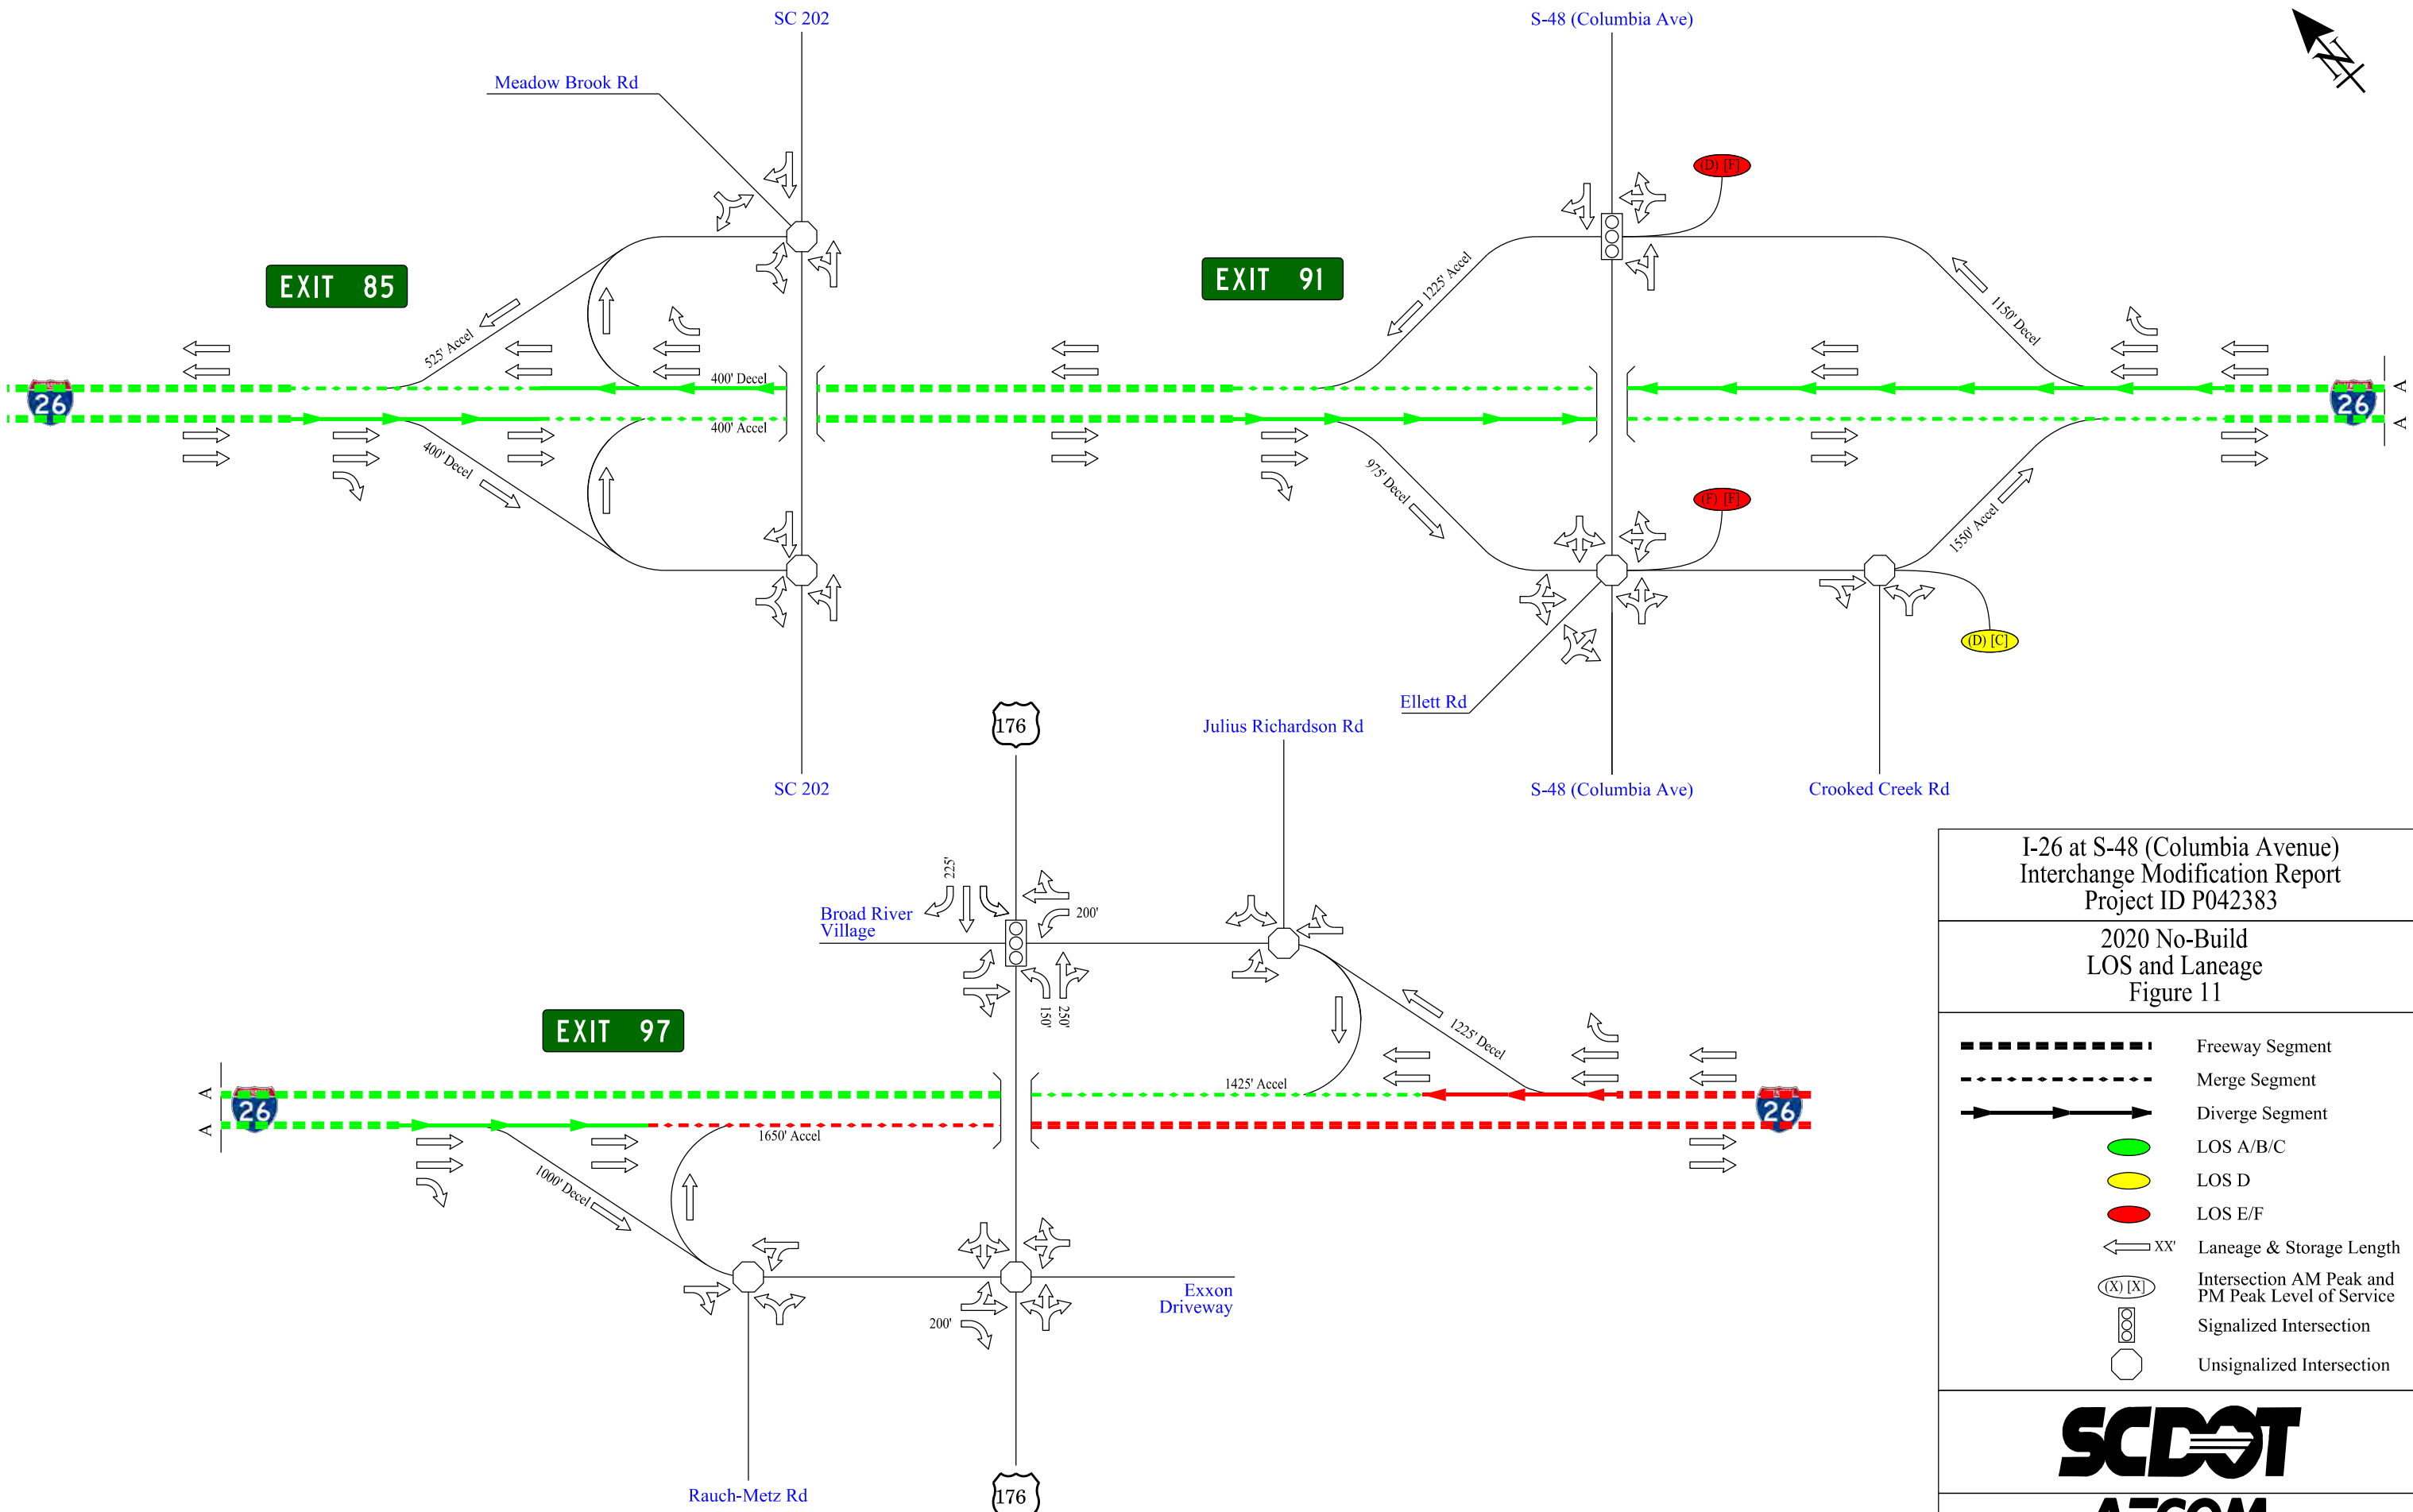 SC 202
S-48 (Columbia Ave)
N
Meadow Brook Rd
(D) [F]
EXIT 85
EXIT 91
1225' Accel
1150' Decel
525' Accel
400' Decel
26
26
A
A
400' Accel
400' Decel
975' Decel
(F) [F]
1550' Accel
(D) [C]
Ellett Rd
176
Julius Richardson Rd
SC 202
S-48 (Columbia Ave)
Crooked Creek Rd
225'
200'
Broad River
Village
150'
250'
EXIT 97
1225' Decel
1425' Accel
A
A
26
26
1650' Accel
1000' Decel
200'
Exxon
Driveway
Rauch-Metz Rd
176
I-26 at S-48 (Columbia Avenue)
Interchange Modification Report
Project ID P042383
2020 No-Build
LOS and Laneage
Figure 11
Freeway Segment
Merge Segment
Diverge Segment
LOS A/B/C
LOS D
LOS E/F
XX' Laneage & Storage Length
(X) [X] Intersection AM Peak and
PM Peak Level of Service
Signalized Intersection
Unsignalized Intersection
SCDOT
AECOM